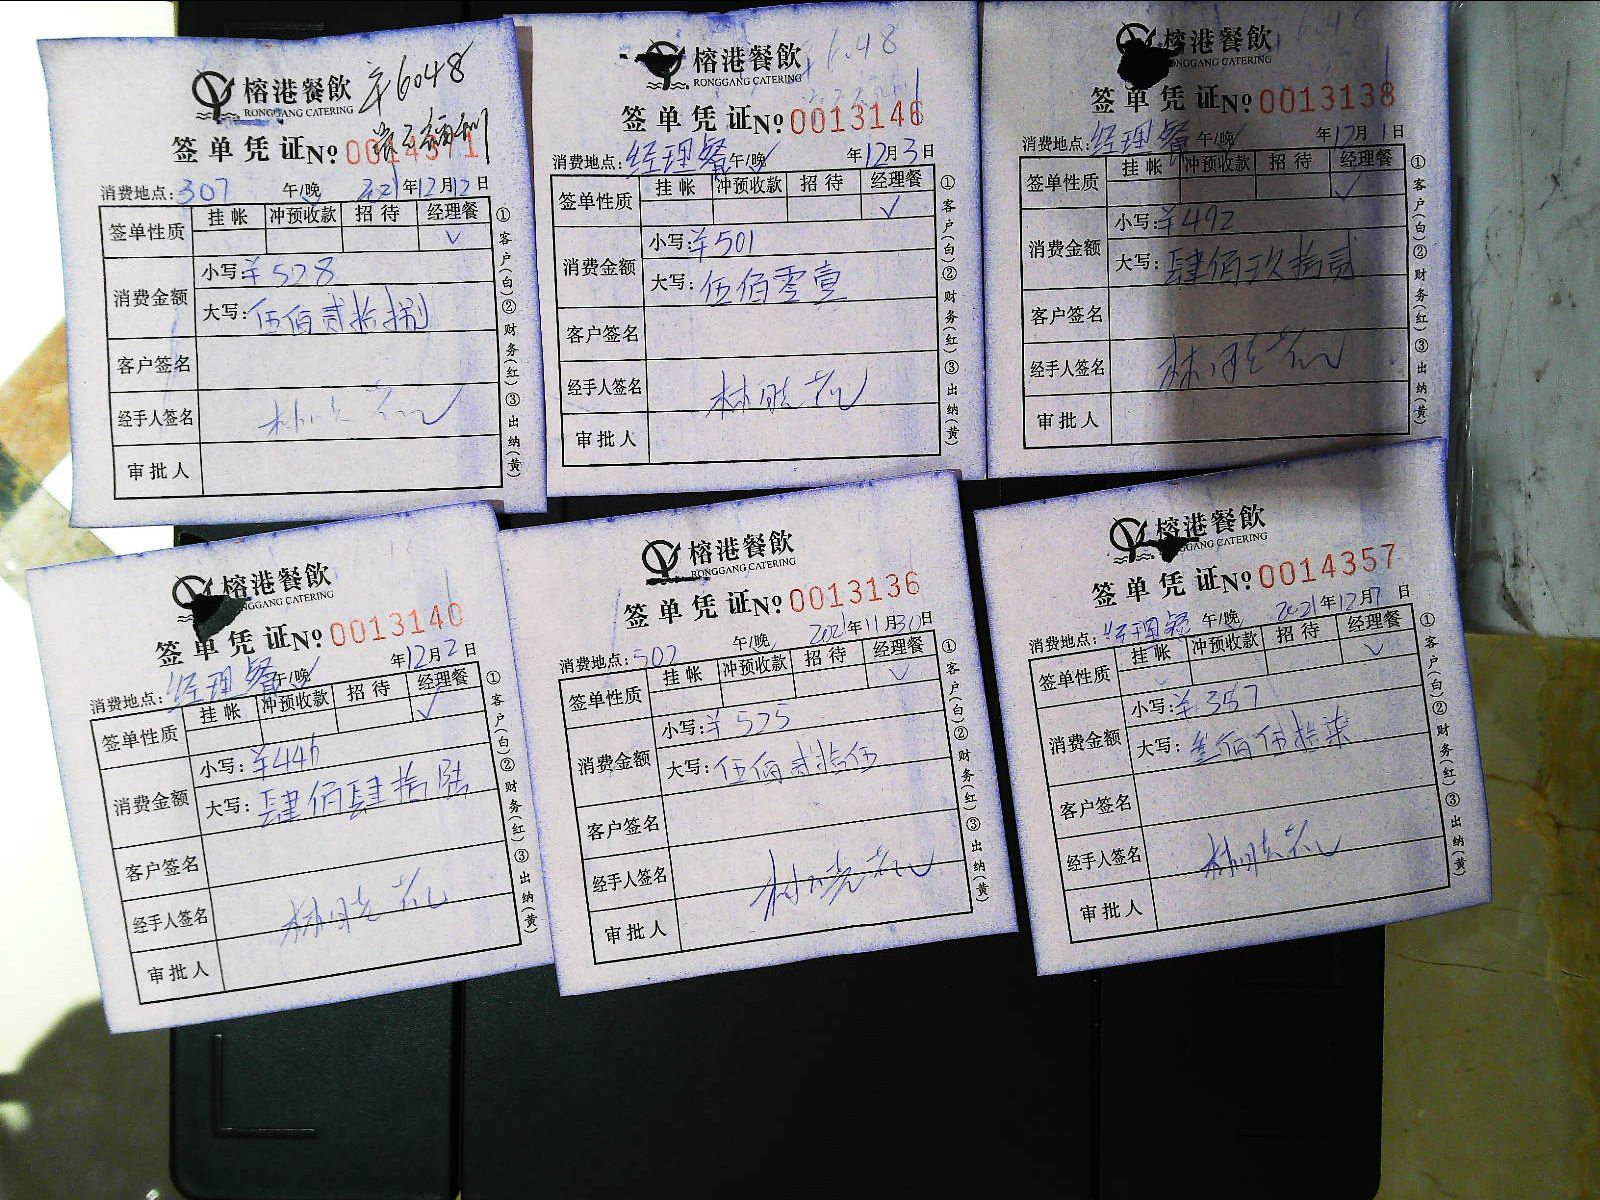 榕港餐飲 辛6048
RONGGANG CATERING
签单凭证 № 0014371
消费地点: 307 午/晚 2021年12月12日
签单性质 挂帐 冲预收款 招待 经理餐
√
消费金额 小写: ¥528
大写: 伍佰贰拾捌
客户签名
经手人签名
审批人
①客户(白)②财务(红)③出纳(黄)
榕港餐飲 6048
RONGGANG CATERING
签单凭证 № 0013146
消费地点: 经理餐 午/晚√ 年12月3日
签单性质 挂帐 冲预收款 招待 经理餐
√
消费金额 小写: ¥501
大写: 伍佰零壹
客户签名
经手人签名
审批人
①客户(白)②财务(红)③出纳(黄)
榕港餐飲
RONGGANG CATERING
签单凭证 № 0013138
消费地点: 经理餐 午/晚 年12月1日
签单性质 挂帐 冲预收款 招待 经理餐
√
消费金额 小写: ¥492
大写: 肆佰玖拾贰
客户签名
经手人签名
审批人
①客户(白)②财务(红)③出纳(黄)
榕港餐飲
RONGGANG CATERING
签单凭证 № 0013140
消费地点: 经理餐 午/晚√ 年12月2日
签单性质 挂帐 冲预收款 招待 经理餐
√
消费金额 小写: ¥446
大写: 肆佰肆拾陆
客户签名
经手人签名
审批人
①客户(白)②财务(红)③出纳(黄)
榕港餐飲
RONGGANG CATERING
签单凭证 № 0013136
消费地点: 507 午/晚 2021年11月30日
签单性质 挂帐 冲预收款 招待 经理餐
√
消费金额 小写: ¥525
大写: 伍佰贰拾伍
客户签名
经手人签名
审批人
①客户(白)②财务(红)③出纳(黄)
榕港餐飲
GGANG CATERING
签单凭证 № 0014357
消费地点: 经理餐 午/晚 2021年12月7日
签单性质 挂帐 冲预收款 招待 经理餐
√
消费金额 小写: ¥357
大写: 叁佰伍拾柒
客户签名
经手人签名
审批人
①客户(白)②财务(红)③出纳(黄)